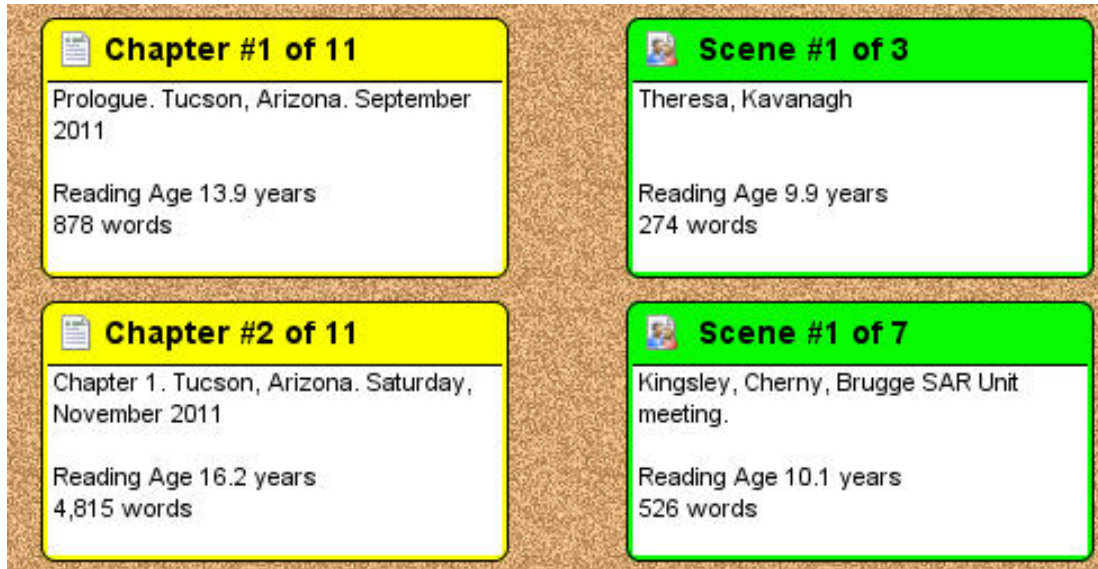 Chapter #1 of 11
Prologue. Tucson, Arizona. September
2011
Reading Age 13.9 years
878 words
Scene #1 of 3
Theresa, Kavanagh
Reading Age 9.9 years
274 words
Chapter #2 of 11
Chapter 1. Tucson, Arizona. Saturday,
November 2011
Reading Age 16.2 years
4,815 words
Scene #1 of 7
Kingsley, Cherny, Brugge SAR Unit
meeting.
Reading Age 10.1 years
526 words